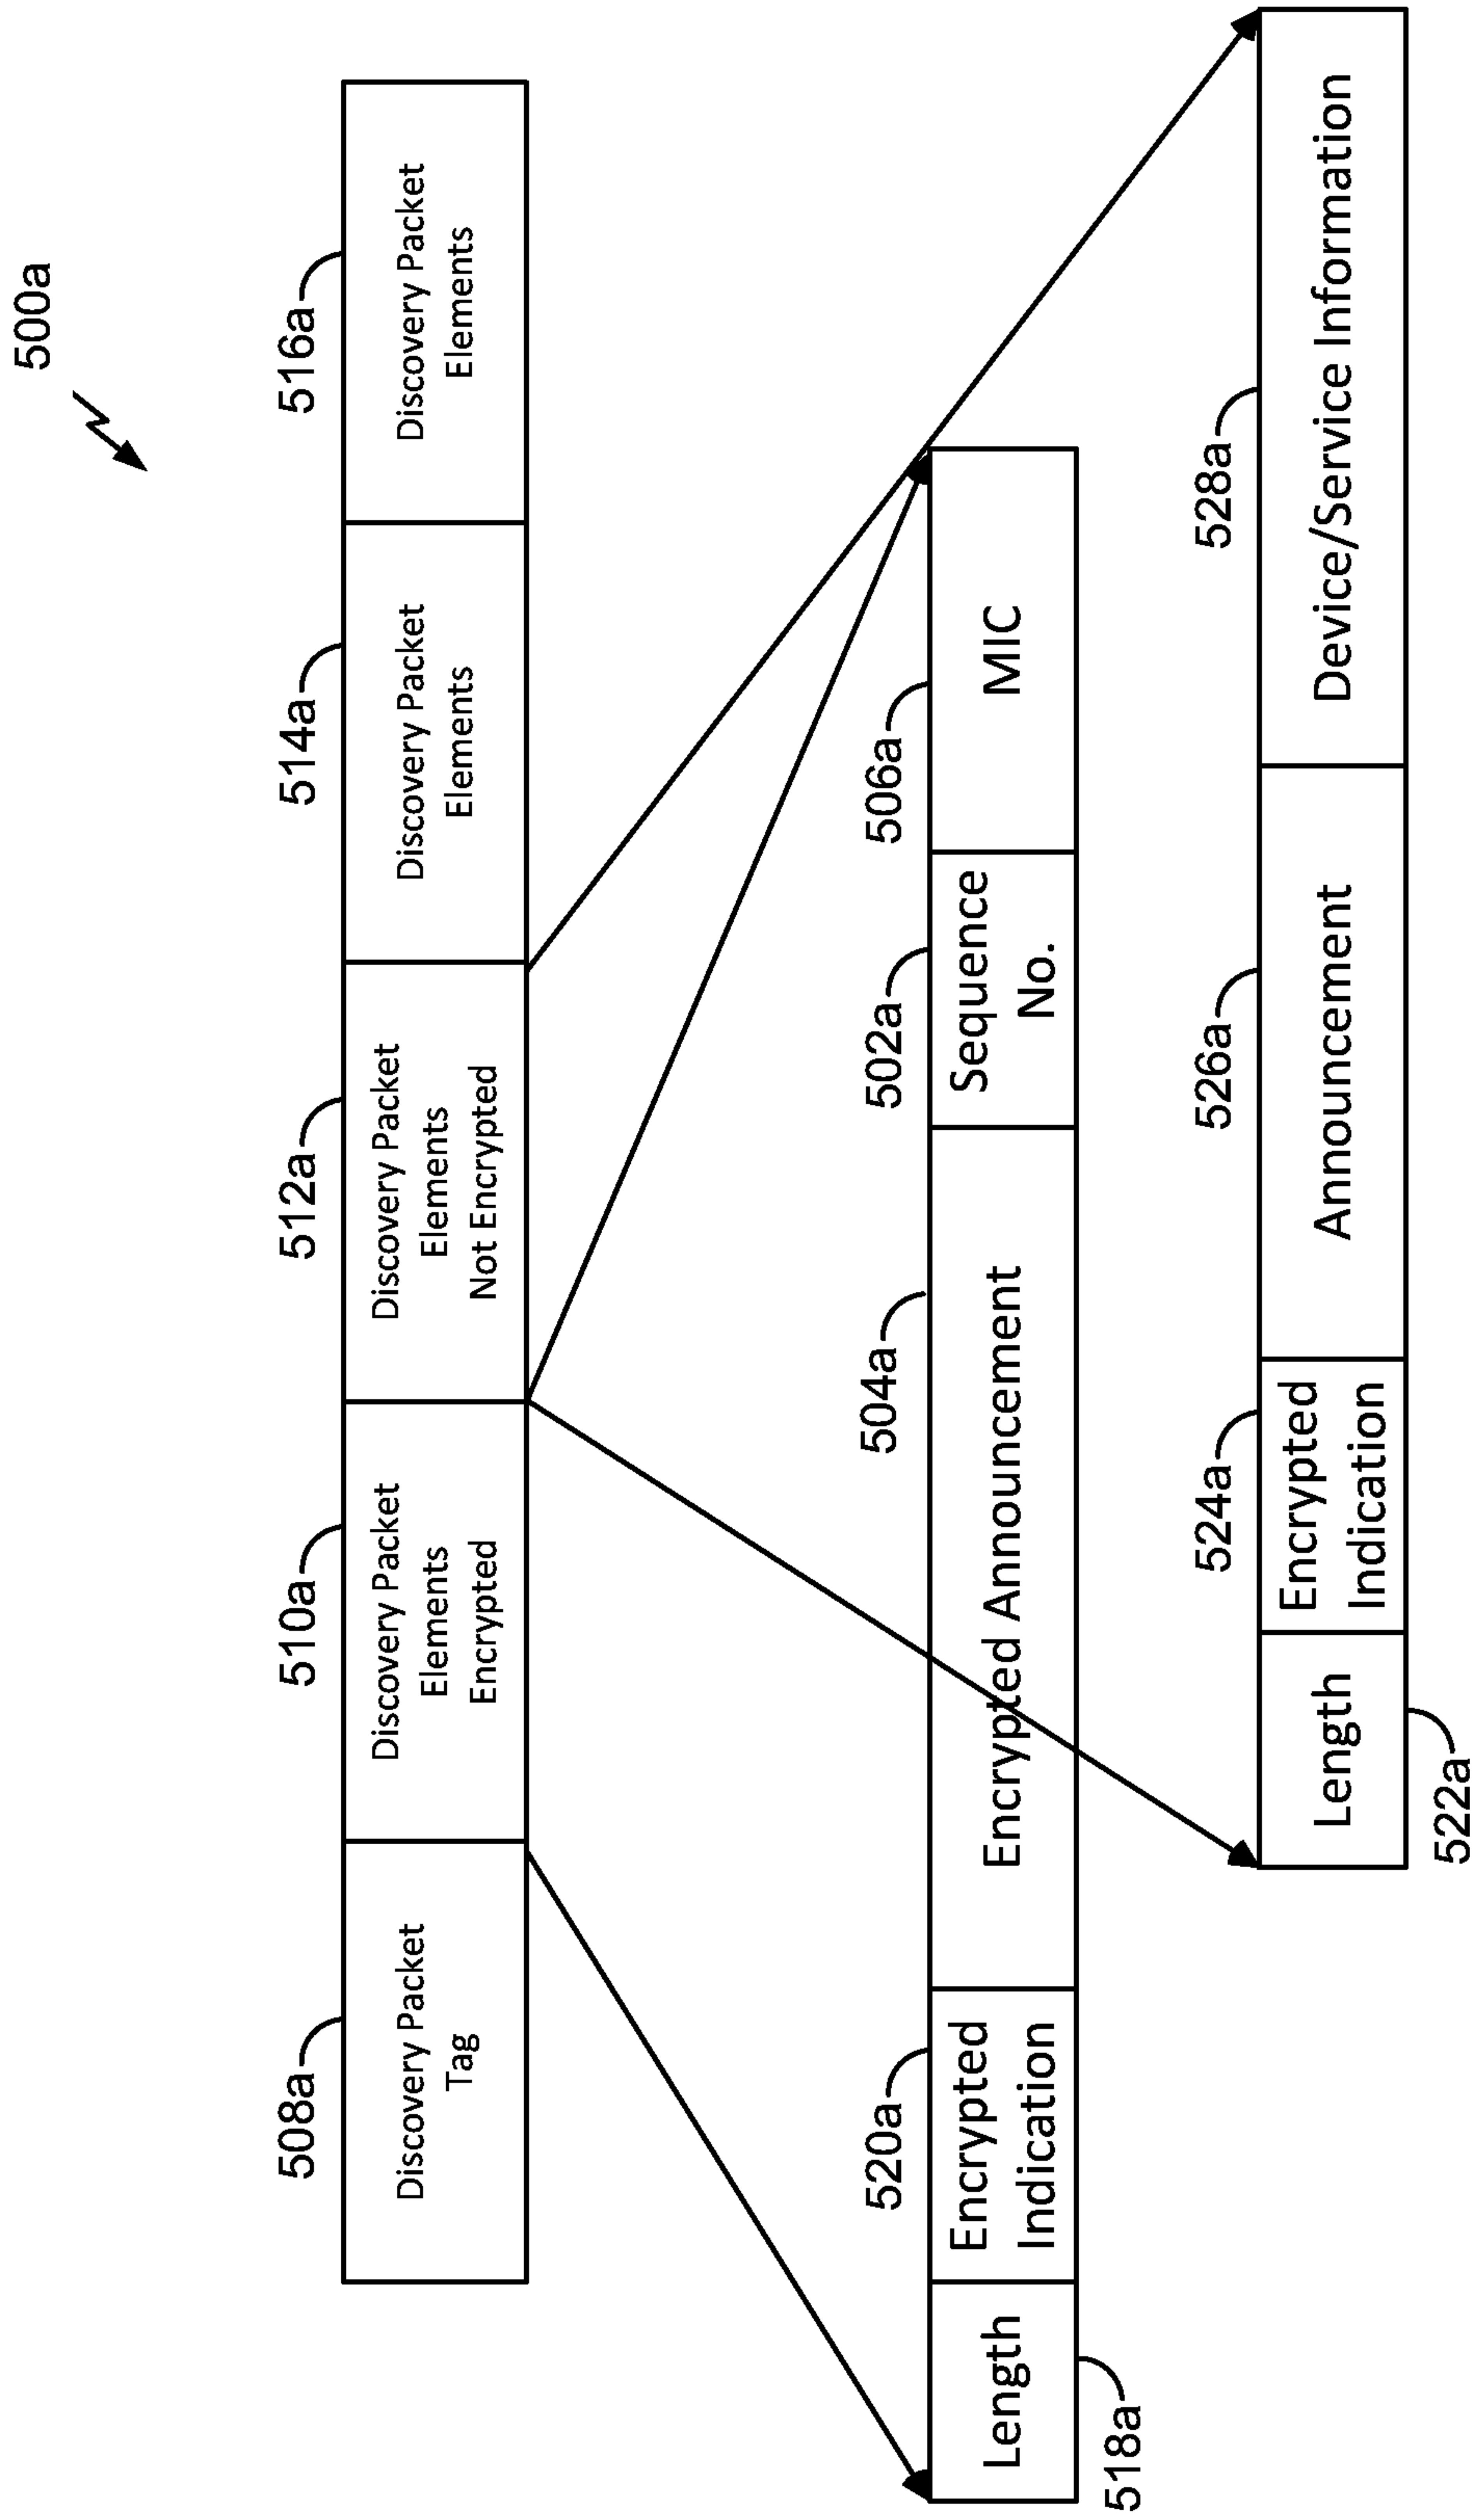 500a
508a
510a
512a
514a
516a
Discovery Packet
Tag
Discovery Packet
Elements
Encrypted
Discovery Packet
Elements
Not Encrypted
Discovery Packet
Elements
Discovery Packet
Elements
520a
504a
502a
506a
Length
Encrypted
Indication
Encrypted Announcement
Sequence
No.
MIC
518a
524a
526a
528a
Length
Encrypted
Indication
Announcement
Device/Service Information
522a